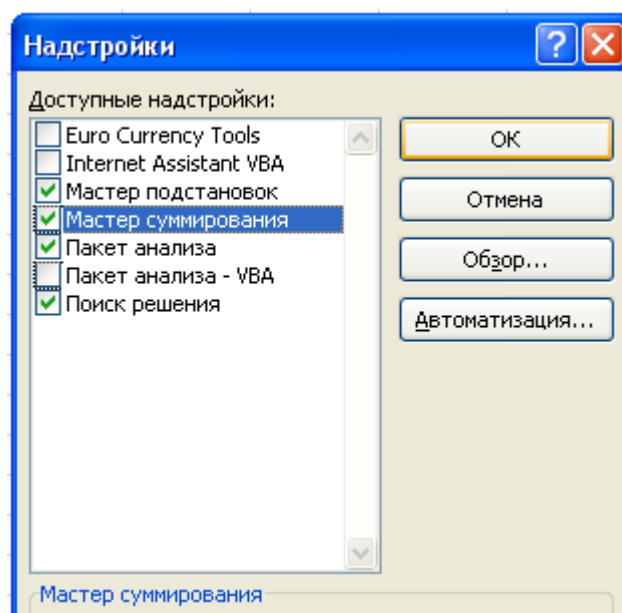 Надстройки
Доступные надстройки:
Euro Currency Tools
Internet Assistant VBA
Мастер подстановок
Мастер суммирования
Пакет анализа
Пакет анализа - VBA
Поиск решения
ОК
Отмена
Обзор...
Автоматизация...
Мастер суммирования